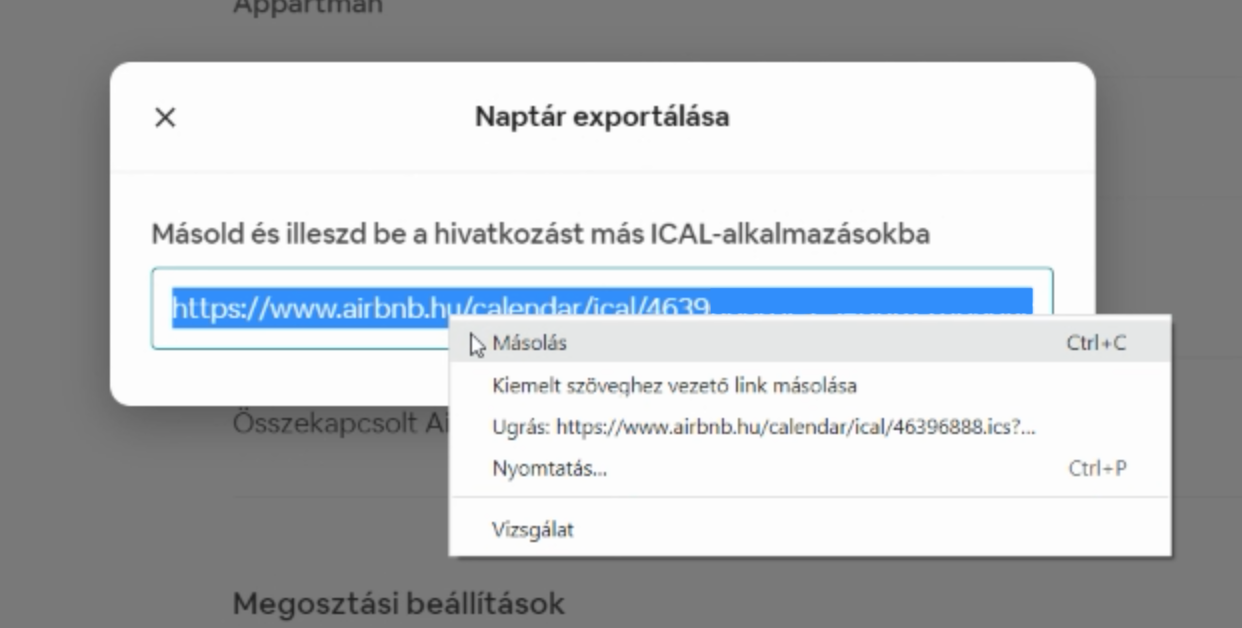 Appartman
Naptár exportálása
Másold és illeszd be a hivatkozást más ICAL-alkalmazásokba
https://www.airbnb.hu/calendar/ical/4639
Másolás Ctrl+C
Kiemelt szöveghez vezető link másolása
Ugrás: https://www.airbnb.hu/calendar/ical/46396888.ics?...
Összekapcsolt Ai
Nyomtatás... Ctrl+P
Vizsgálat
Megosztási beállítások